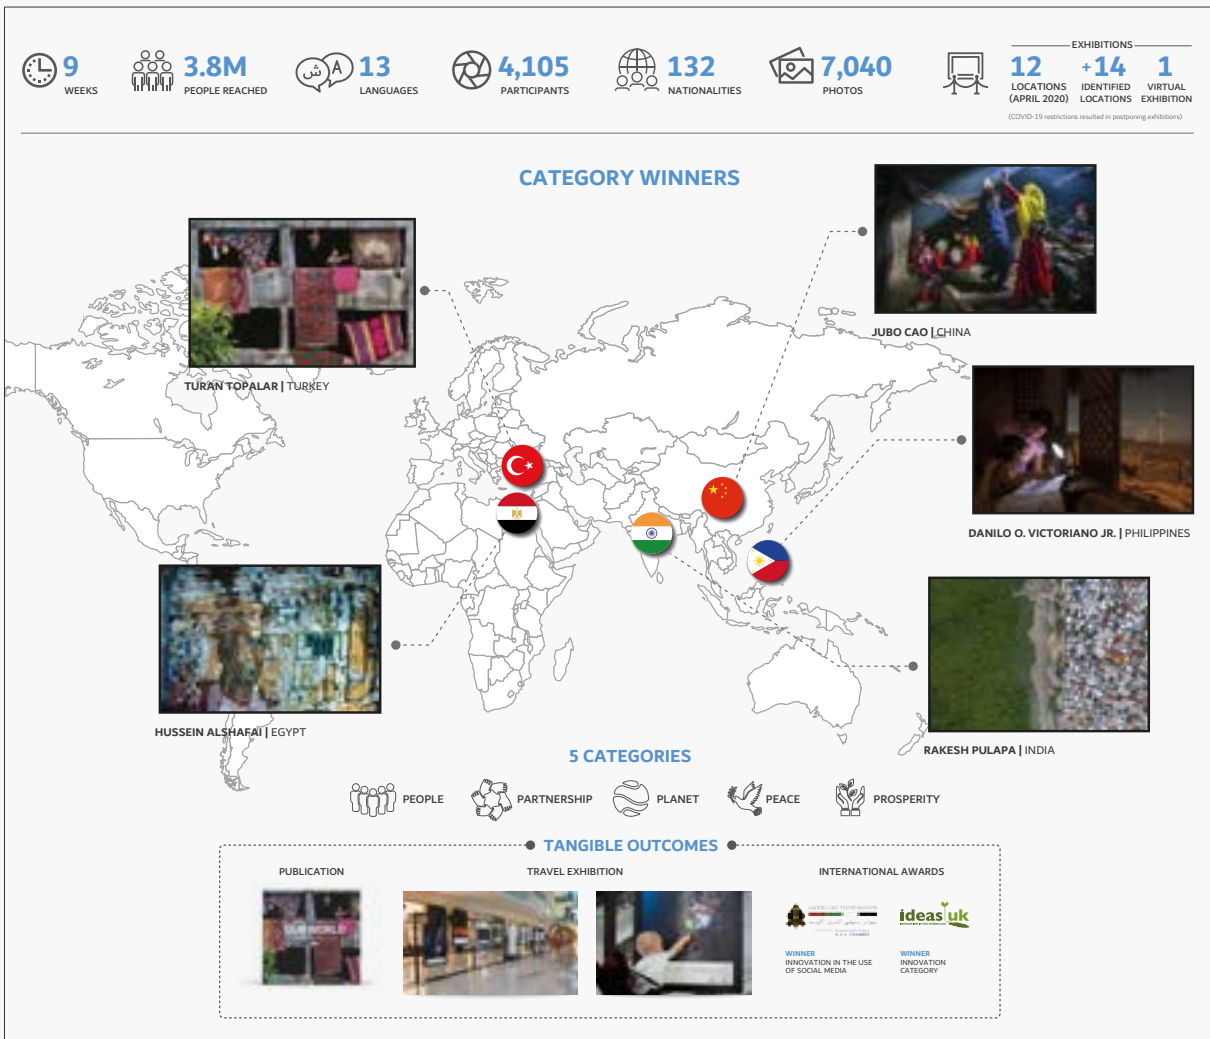 9
WEEKS
3.8M
PEOPLE REACHED
ش A
13
LANGUAGES
4,105
PARTICIPANTS
132
NATIONALITIES
7,040
PHOTOS
EXHIBITIONS
12
LOCATIONS
(APRIL 2020)
+14
IDENTIFIED
LOCATIONS
1
VIRTUAL
EXHIBITION
(COVID-19 restrictions resulted in postponing exhibitions)
CATEGORY WINNERS
JUBO CAO | CHINA
TURAN TOPALAR | TURKEY
DANILO O. VICTORIANO JR. | PHILIPPINES
HUSSEIN ALSHAFAI | EGYPT
RAKESH PULAPA | INDIA
5 CATEGORIES
PEOPLE
PARTNERSHIP
PLANET
PEACE
PROSPERITY
TANGIBLE OUTCOMES
PUBLICATION
TRAVEL EXHIBITION
INTERNATIONAL AWARDS
OUR WORLD
ideas uk
WINNER
INNOVATION IN THE USE
OF SOCIAL MEDIA
WINNER
INNOVATION
CATEGORY